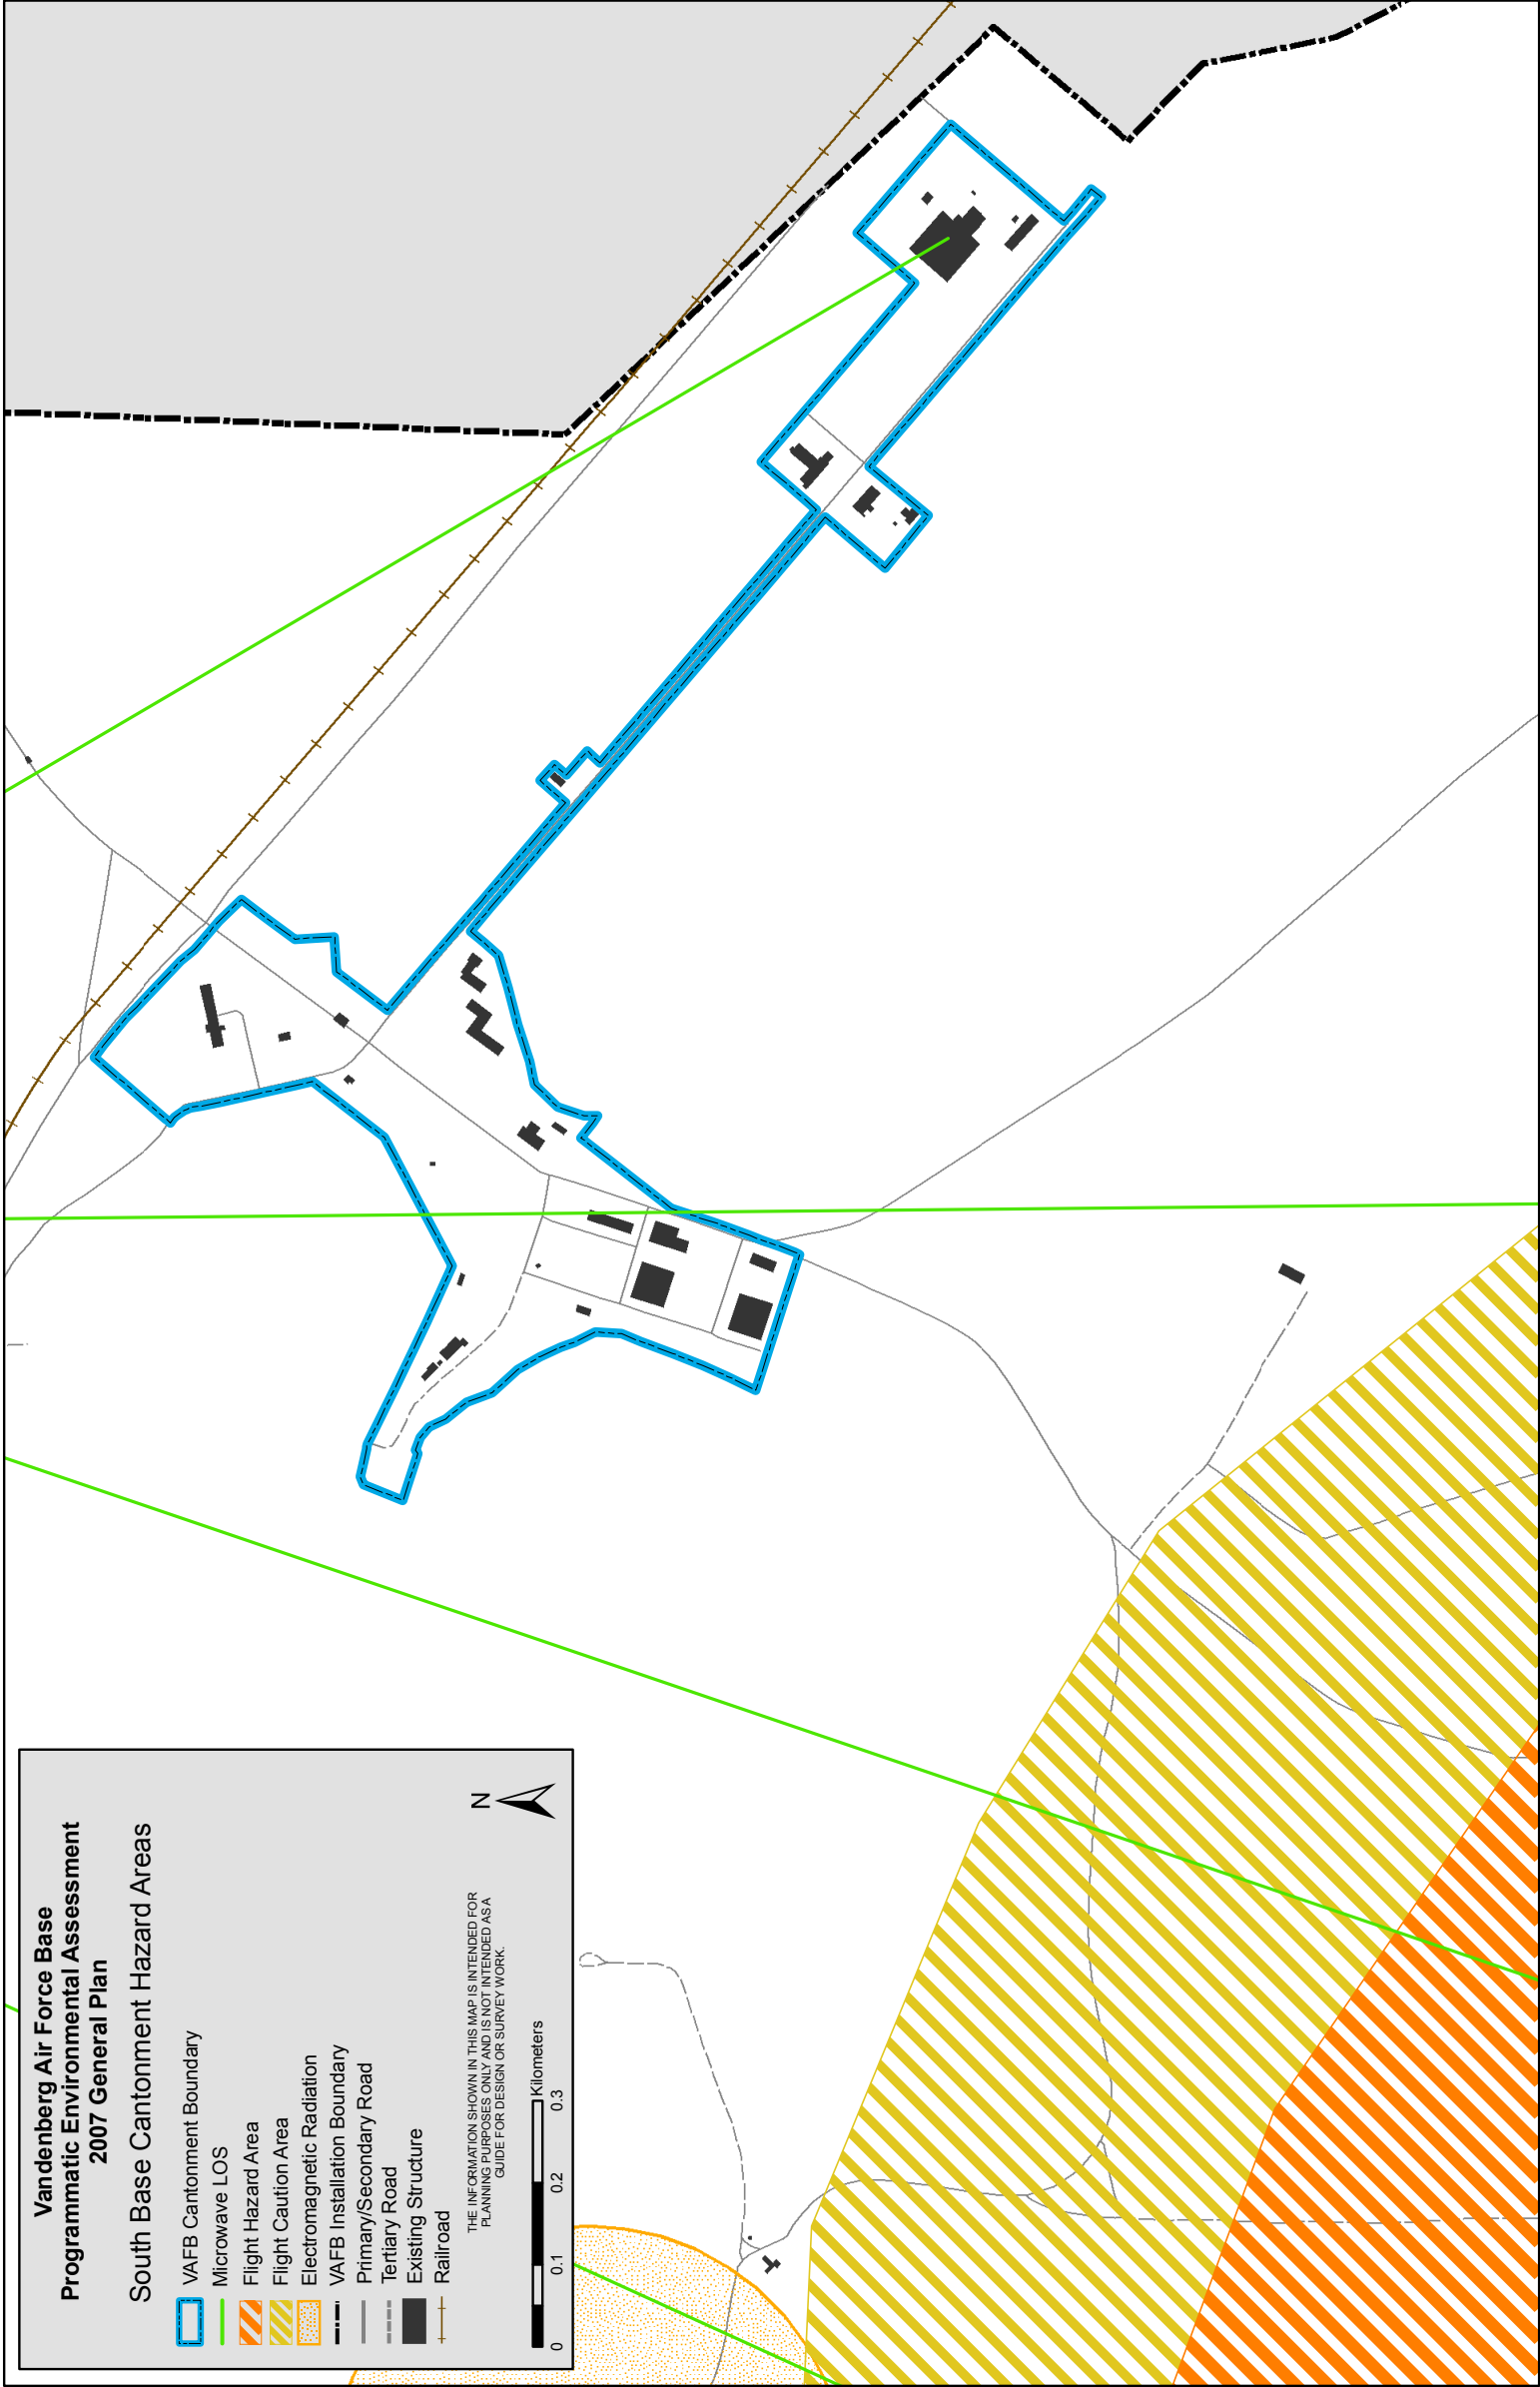 Vandenberg Air Force Base
Programmatic Environmental Assessment
2007 General Plan
South Base Cantonment Hazard Areas
VAFB Cantonment Boundary
Microwave LOS
Flight Hazard Area
Flight Caution Area
Electromagnetic Radiation
VAFB Installation Boundary
Primary/Secondary Road
Tertiary Road
Existing Structure
Railroad
N
THE INFORMATION SHOWN IN THIS MAP IS INTENDED FOR
PLANNING PURPOSES ONLY AND IS NOT INTENDED AS A
GUIDE FOR DESIGN OR SURVEY WORK.
Kilometers
0 0.1 0.2 0.3